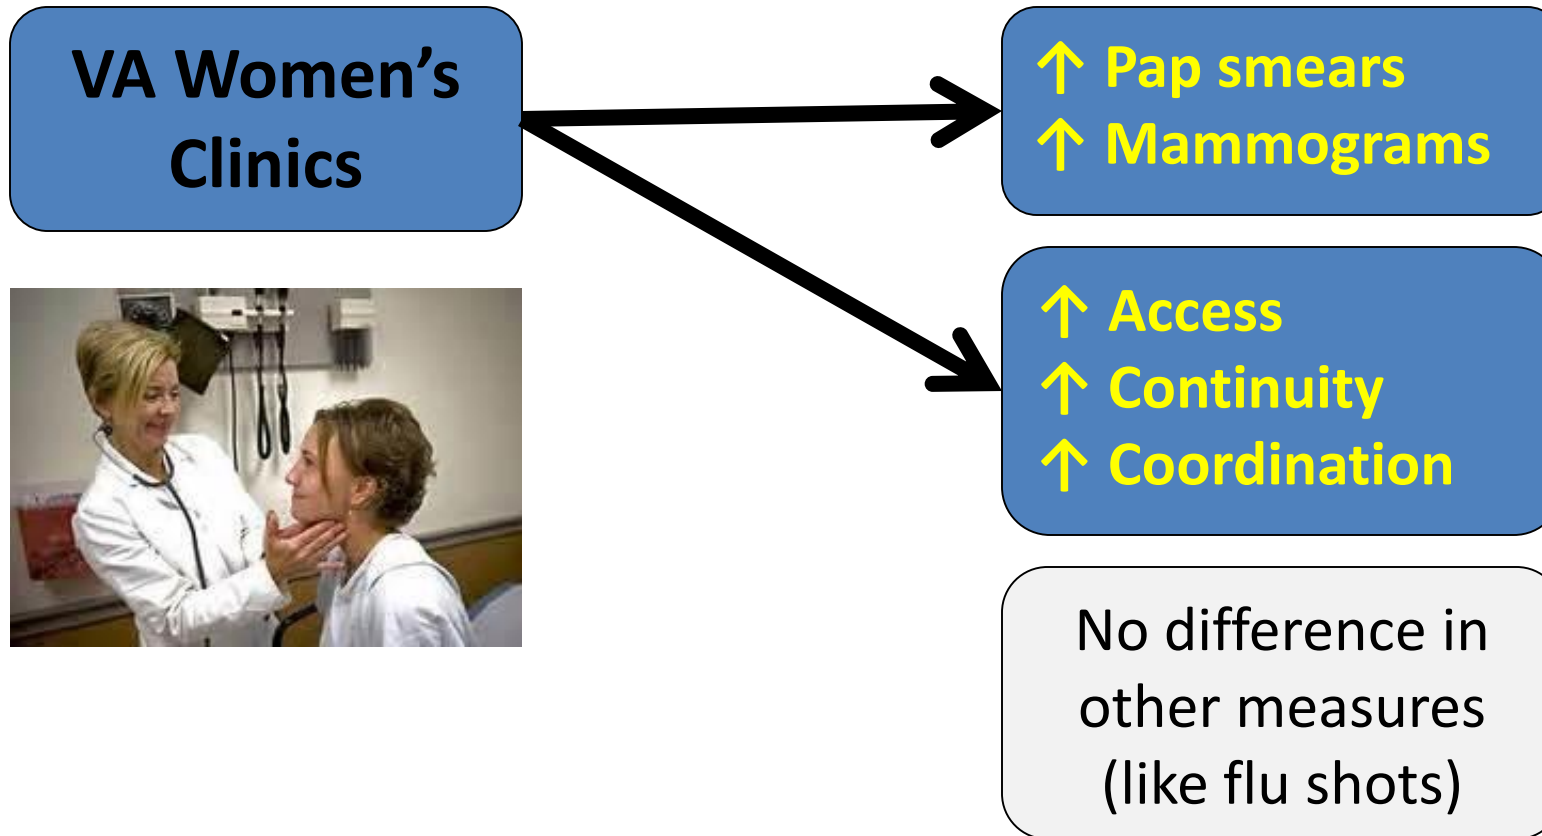 VA Women’s
Clinics
↑ Pap smears
↑ Mammograms
↑ Access
↑ Continuity
↑ Coordination
No difference in
other measures
(like flu shots)